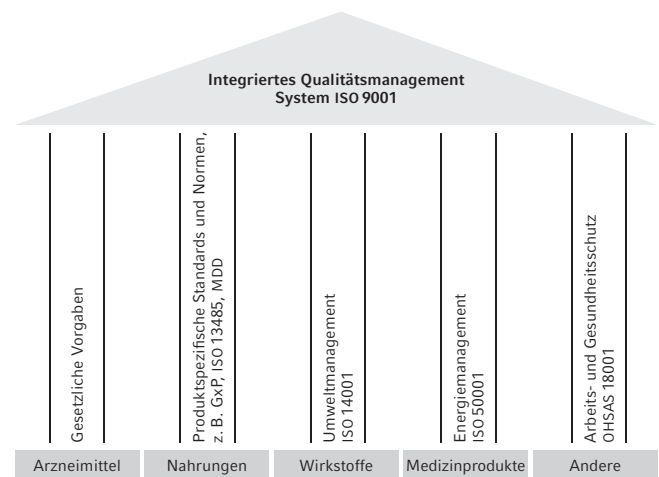 Integriertes Qualitätsmanagement
System ISO 9001
Gesetzliche Vorgaben
Produktspezifische Standards und Normen,
z. B. GxP, ISO 13485, MDD
Umweltmanagement
ISO 14001
Energiemanagement
ISO 50001
Arbeits- und Gesundheitsschutz
OHSAS 18001
Arzneimittel
Nahrungen
Wirkstoffe
Medizinprodukte
Andere